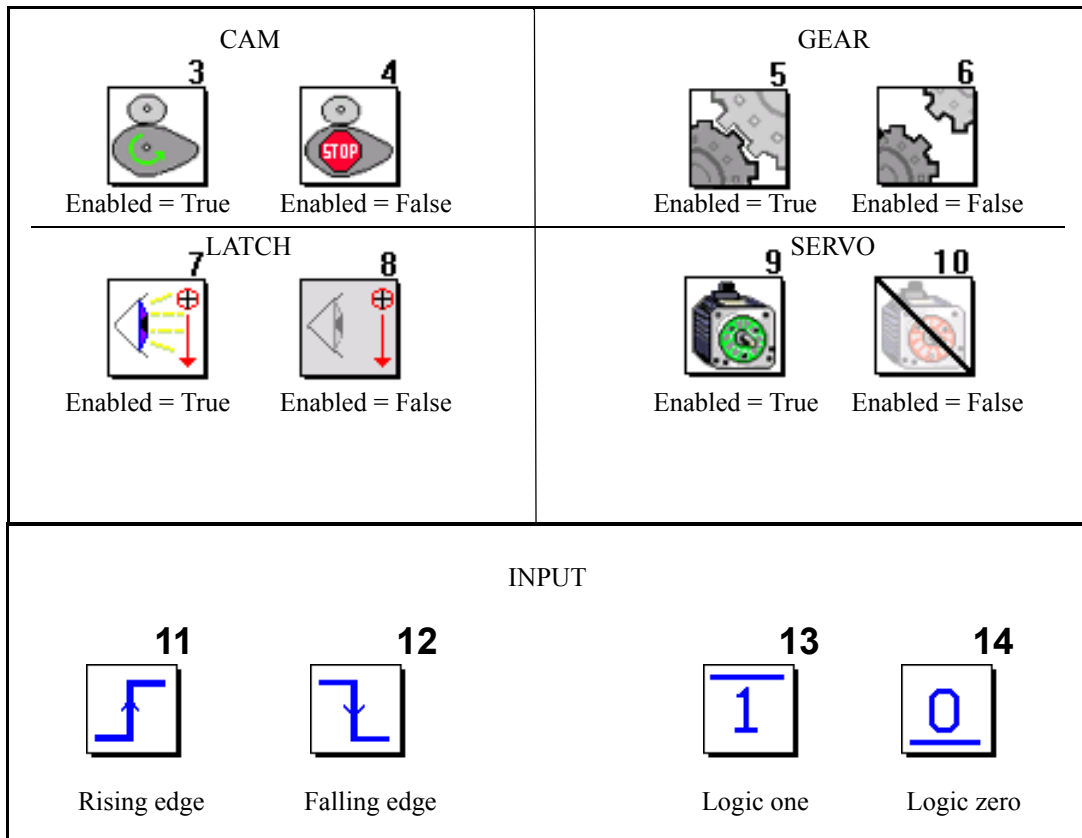 CAM
3
4
STOP
Enabled = True
Enabled = False
GEAR
5
6
Enabled = True
Enabled = False
LATCH
7
8
Enabled = True
Enabled = False
SERVO
9
10
Enabled = True
Enabled = False
INPUT
11
12
13
14
1
0
Rising edge
Falling edge
Logic one
Logic zero